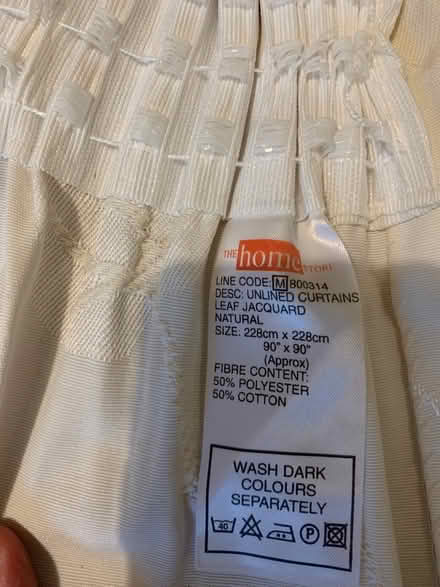 THE home STORE
LINE CODE: M 800314
DESC: UNLINED CURTAINS
LEAF JACQUARD
NATURAL
SIZE: 228cm x 228cm
90" x 90"
(Approx)
FIBRE CONTENT:
50% POLYESTER
50% COTTON
WASH DARK
COLOURS
SEPARATELY
40 P